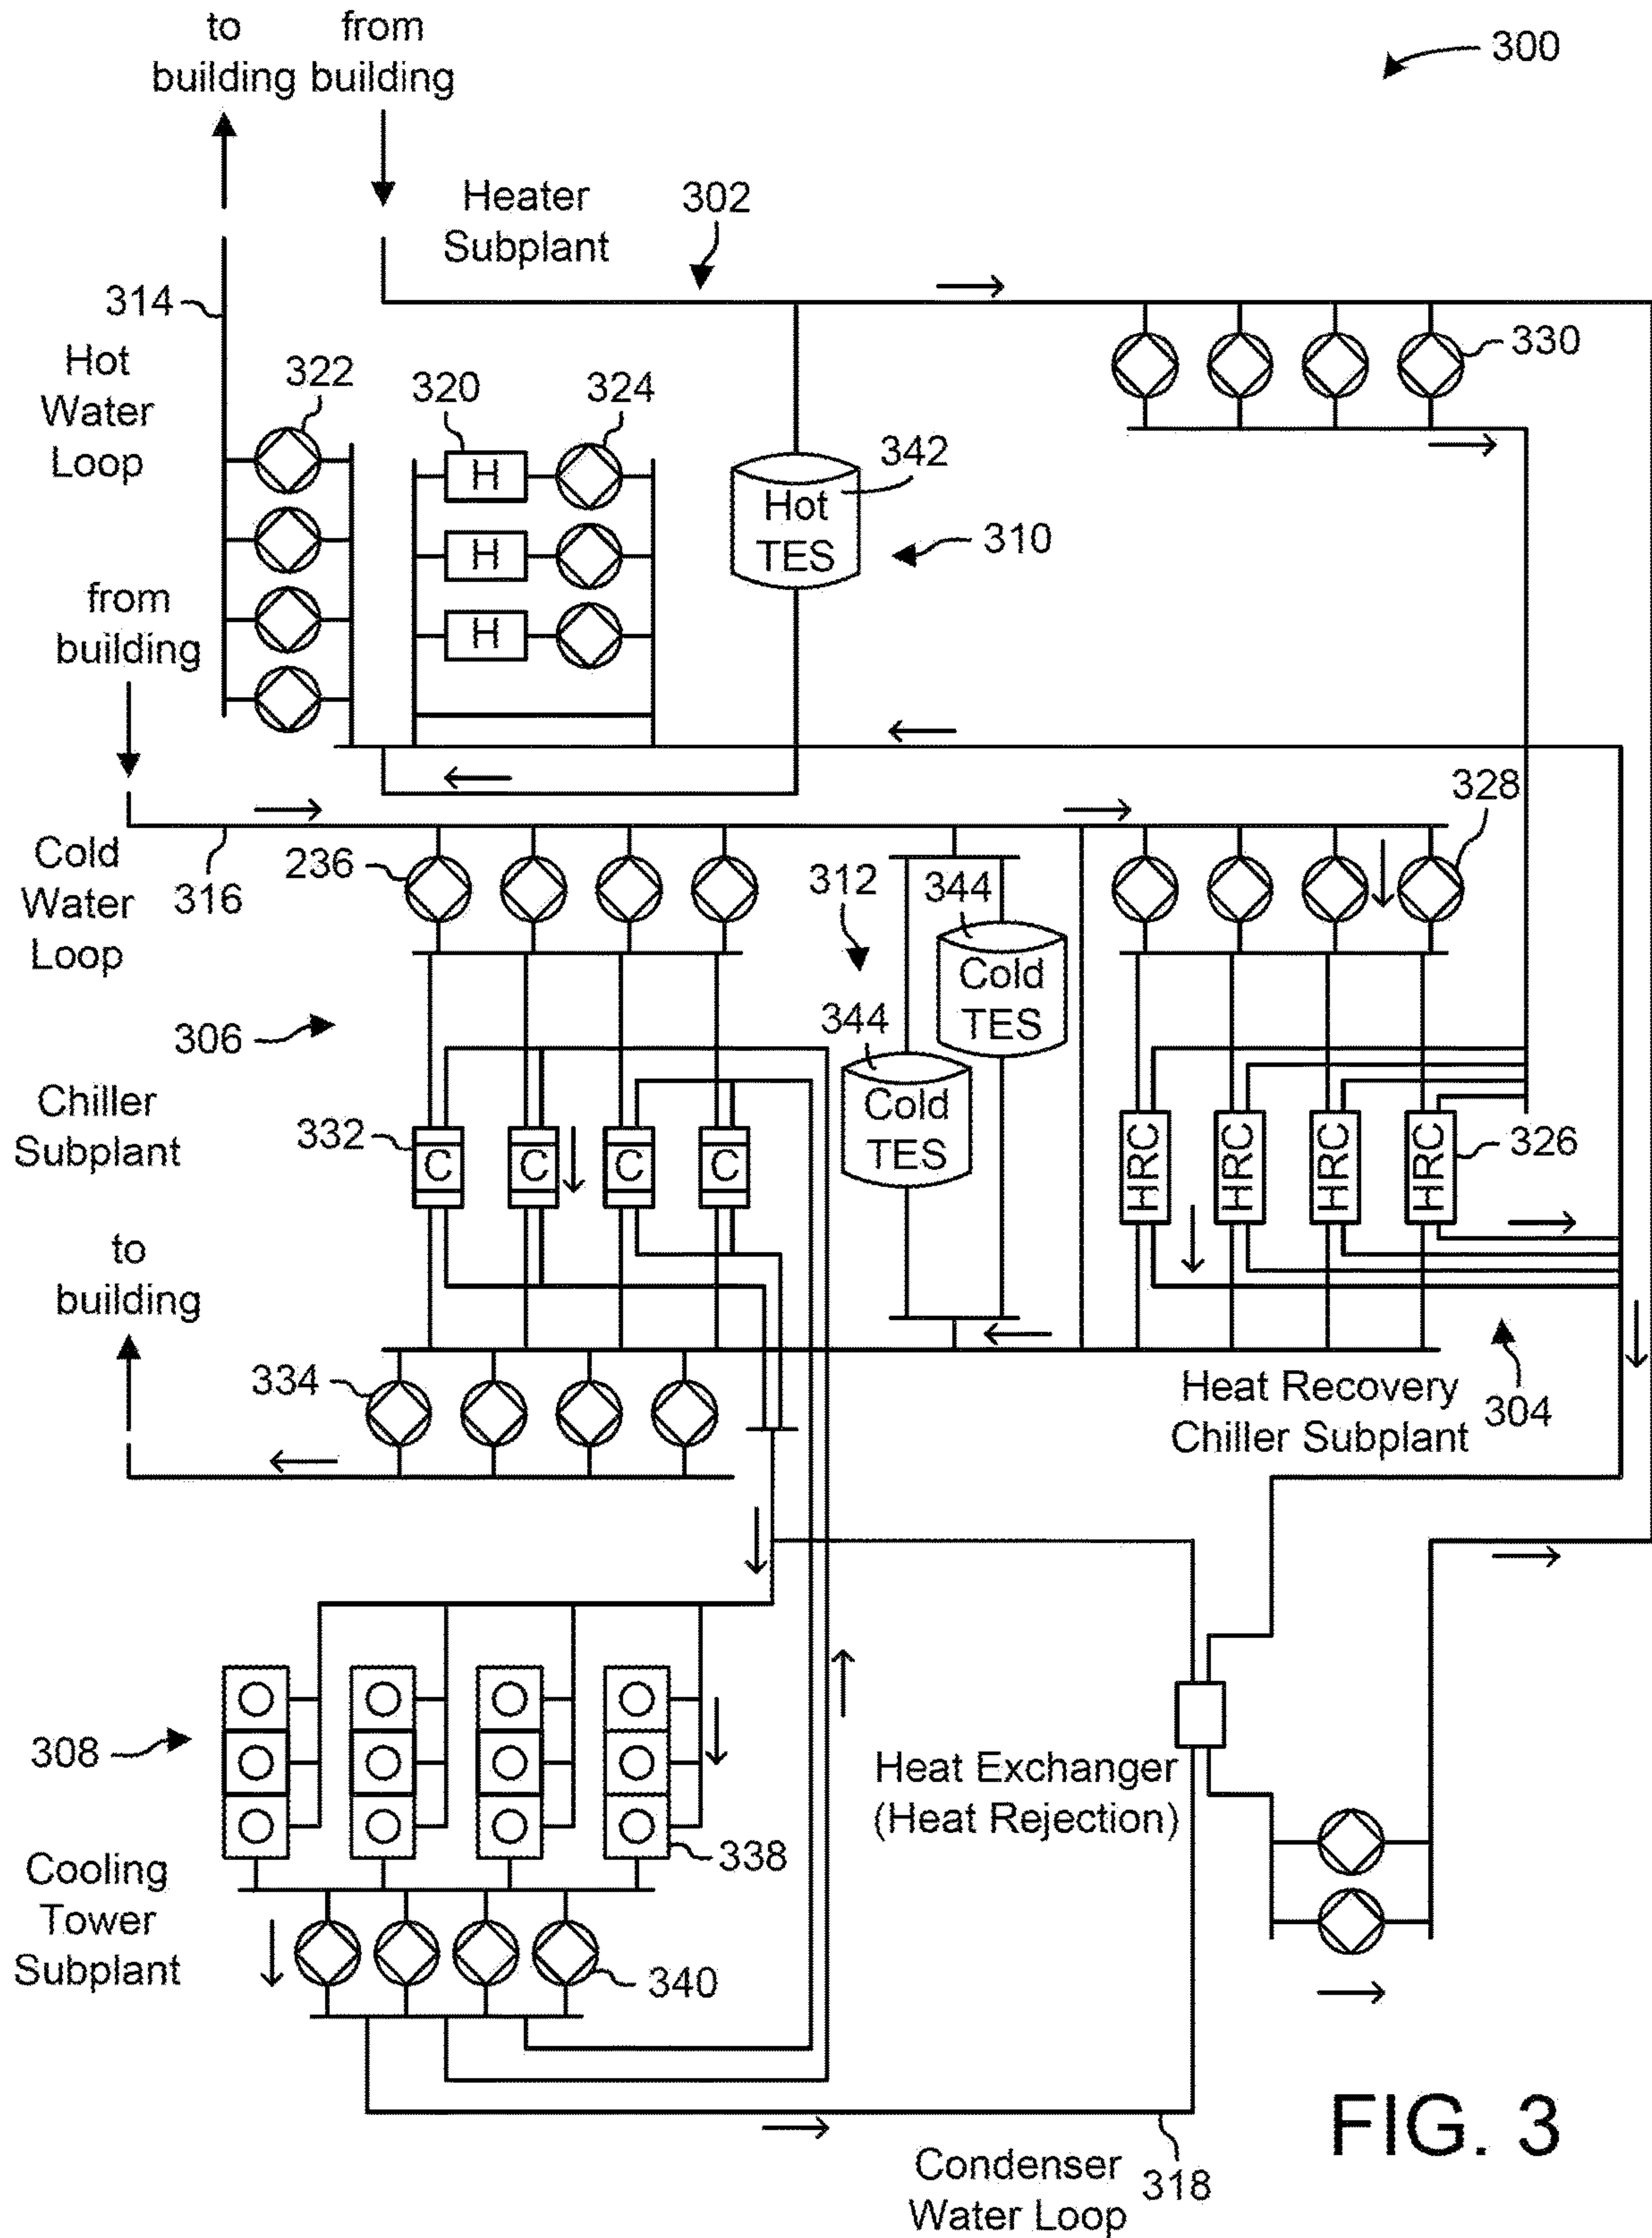 to from
building building
300
Heater
Subplant
302
314
Hot
Water
Loop
322
320
324
330
H
H
H
Hot
TES
342
310
from
building
328
Cold
Water
Loop
316
236
312
344
Cold
TES
344
Cold
TES
306
Chiller
Subplant
332
C
C
C
C
HRC
HRC
HRC
HRC
326
to
building
334
Heat Recovery
Chiller Subplant
304
308
338
Heat Exchanger
(Heat Rejection)
Cooling
Tower
Subplant
340
FIG. 3
Condenser
Water Loop
318